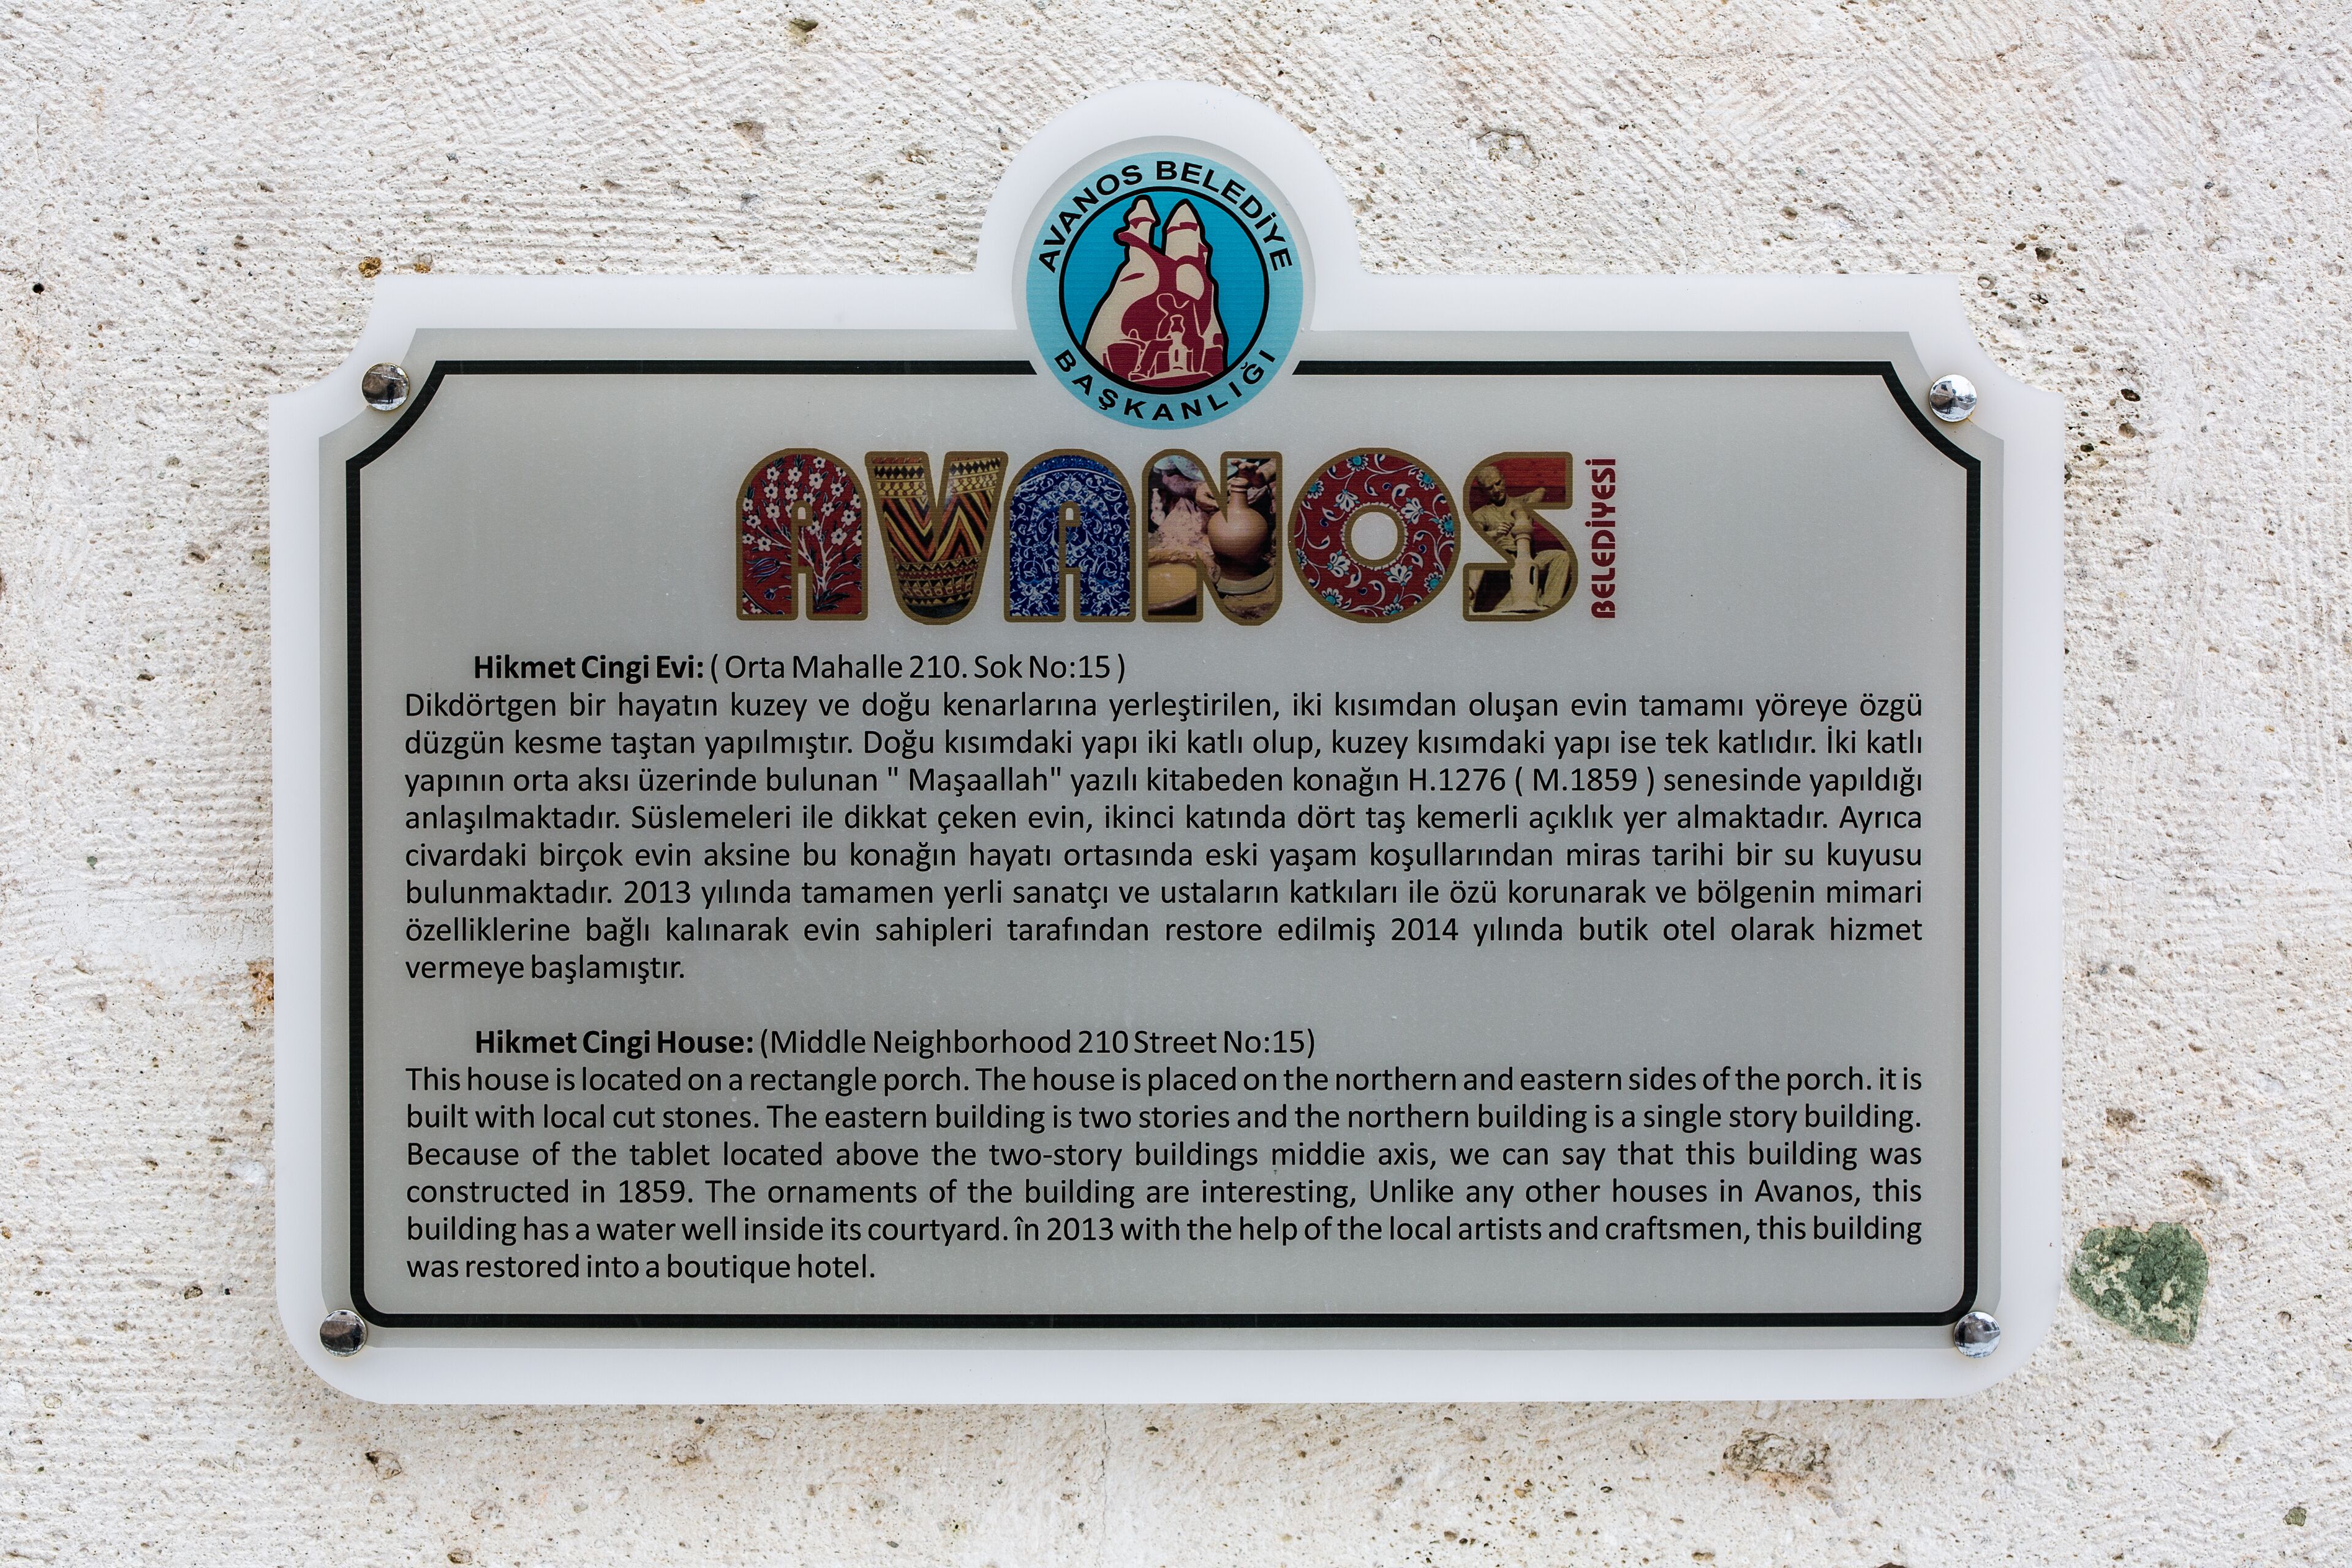 AVANOS BELEDİYE
BAŞKANLIĞI
AVANOS
BELEDİYESİ
Hikmet Cingi Evi: ( Orta Mahalle 210. Sok No:15 )
Dikdörtgen bir hayatın kuzey ve doğu kenarlarına yerleştirilen, iki kısımdan oluşan evin tamamı yöreye özgü
düzgün kesme taştan yapılmıştır. Doğu kısımdaki yapı iki katlı olup, kuzey kısımdaki yapı ise tek katlıdır. İki katlı
yapının orta aksı üzerinde bulunan " Maşaallah" yazılı kitabeden konağın H.1276 ( M.1859 ) senesinde yapıldığı
anlaşılmaktadır. Süslemeleri ile dikkat çeken evin, ikinci katında dört taş kemerli açıklık yer almaktadır. Ayrıca
civardaki birçok evin aksine bu konağın hayatı ortasında eski yaşam koşullarından miras tarihi bir su kuyusu
bulunmaktadır. 2013 yılında tamamen yerli sanatçı ve ustaların katkıları ile özü korunarak ve bölgenin mimari
özelliklerine bağlı kalınarak evin sahipleri tarafından restore edilmiş 2014 yılında butik otel olarak hizmet
vermeye başlamıştır.
Hikmet Cingi House: (Middle Neighborhood 210 Street No:15)
This house is located on a rectangle porch. The house is placed on the northern and eastern sides of the porch. it is
built with local cut stones. The eastern building is two stories and the northern building is a single story building.
Because of the tablet located above the two-story buildings middie axis, we can say that this building was
constructed in 1859. The ornaments of the building are interesting, Unlike any other houses in Avanos, this
building has a water well inside its courtyard. în 2013 with the help of the local artists and craftsmen, this building
was restored into a boutique hotel.